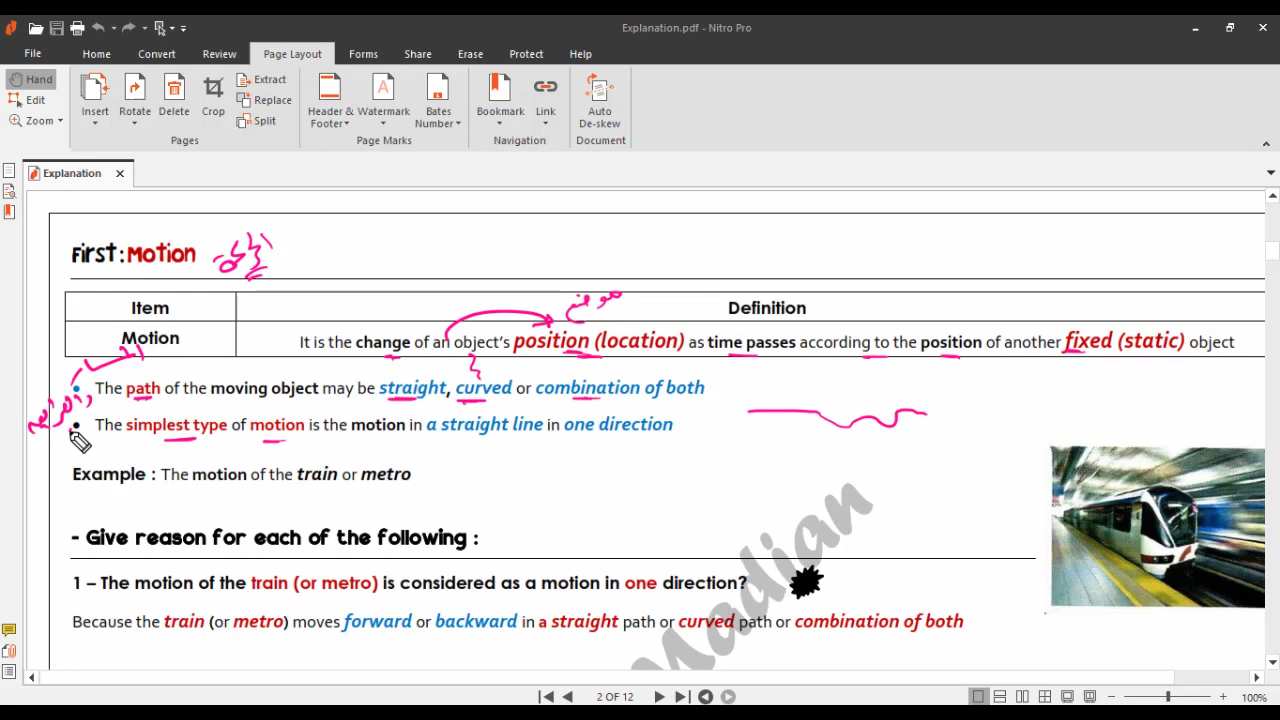 Explanation.pdf - Nitro Pro
File Home Convert Review Page Layout Forms Share Erase Protect Help
Hand
Edit
Zoom
Insert Rotate Delete Crop
Extract
Replace
Split
Pages
Header & Footer Watermark Bates Number
Page Marks
Bookmark Link
Navigation
Auto De-skew
Document
Explanation
First: Motion
Item Definition
Motion It is the change of an object's position (location) as time passes according to the position of another fixed (static) object
• The path of the moving object may be straight, curved or combination of both
• The simplest type of motion is the motion in a straight line in one direction
Example : The motion of the train or metro
- Give reason for each of the following :
1 – The motion of the train (or metro) is considered as a motion in one direction?
Because the train (or metro) moves forward or backward in a straight path or curved path or combination of both
Madian
2 OF 12
100%